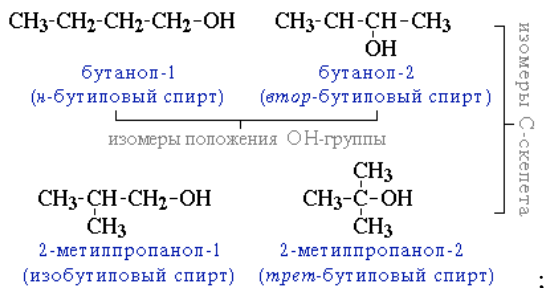 CH₃-CH₂-CH₂-CH₂-OH CH₃-CH₂-CH-CH₃
OH
бутанол-1 бутанол-2
(н-бутиловый спирт) (втор-бутиловый спирт)
изомеры положения OH-группы
изомеры C-скелета
CH₃
CH₃-CH-CH₂-OH CH₃-C-OH
CH₃ CH₃
2-метилпропанол-1 2-метилпропанол-2
(изобутиловый спирт) (трет-бутиловый спирт) ;